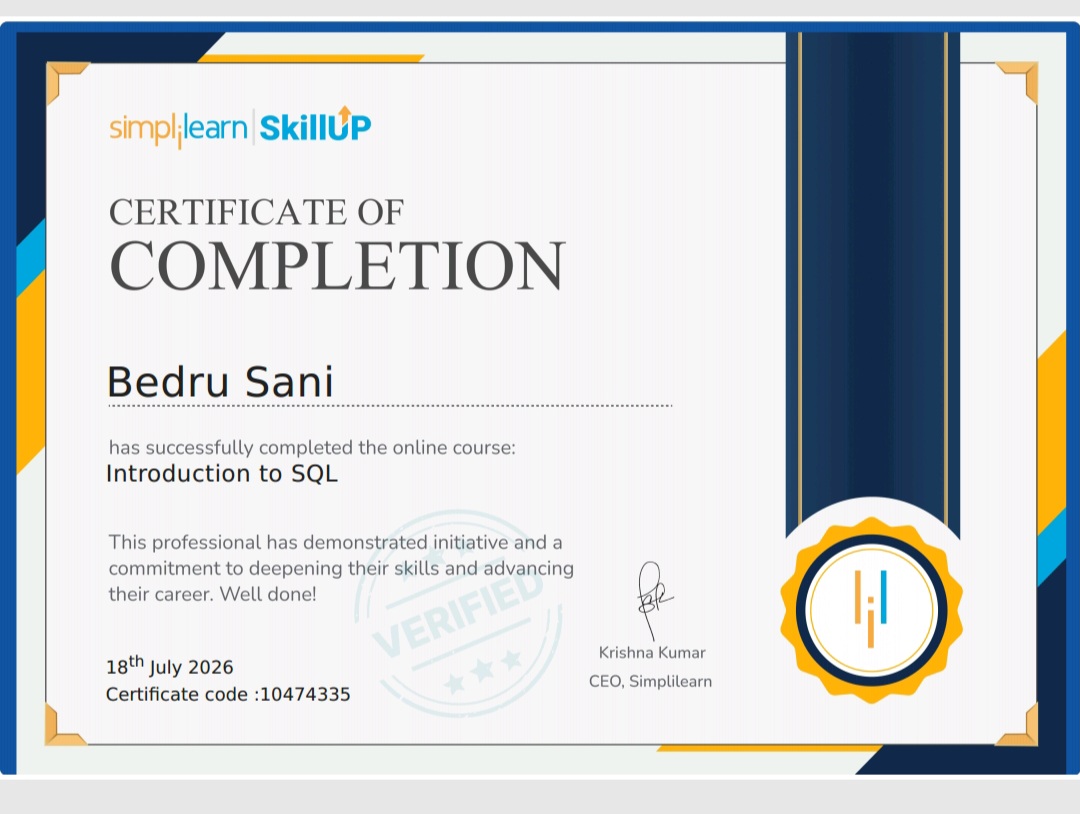 simplilearn | SkillUP
CERTIFICATE OF
COMPLETION
Bedru Sani
has successfully completed the online course:
Introduction to SQL
This professional has demonstrated initiative and a
commitment to deepening their skills and advancing
their career. Well done!
VERIFIED
18th July 2026
Certificate code :10474335
Krishna Kumar
CEO, Simplilearn